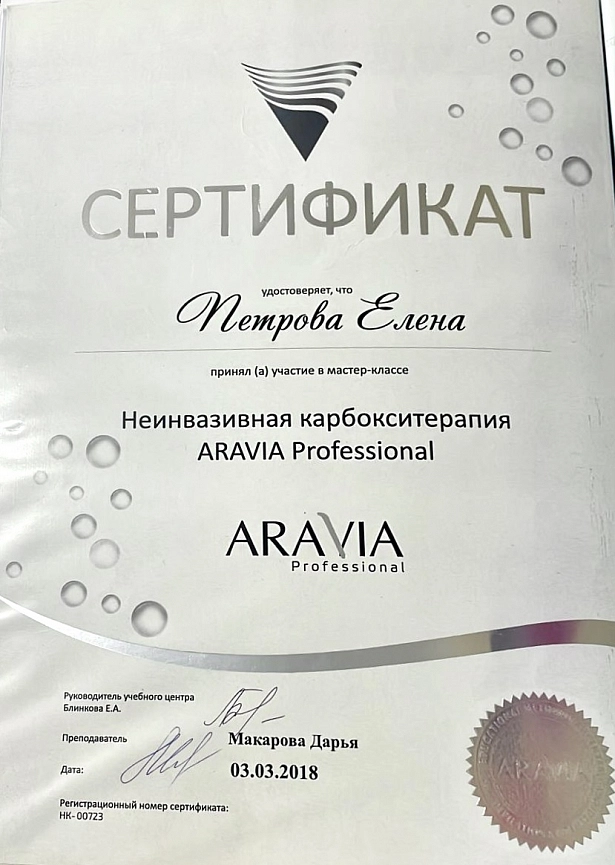 СЕРТИФИКАТ
удостоверяет, что
Петрова Елена
принял (а) участие в мастер-классе
Неинвазивная карбокситерапия
ARAVIA Professional
ARAVIA
Professional
Руководитель учебного центра
Блинкова Е.А.
Преподаватель Макарова Дарья
Дата: 03.03.2018
Регистрационный номер сертификата:
НК- 00723
ARAVIA